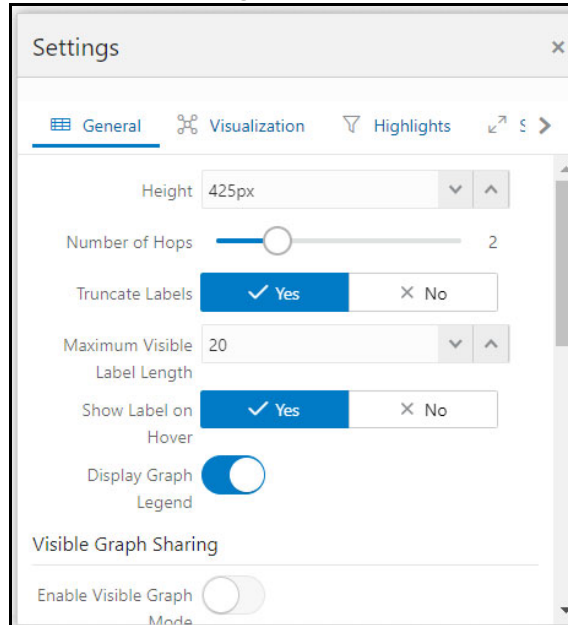 Settings
General Visualization Highlights S
Height 425px
Number of Hops 2
Truncate Labels Yes No
Maximum Visible 20
Label Length
Show Label on Yes No
Hover
Display Graph
Legend
Visible Graph Sharing
Enable Visible Graph
Mode